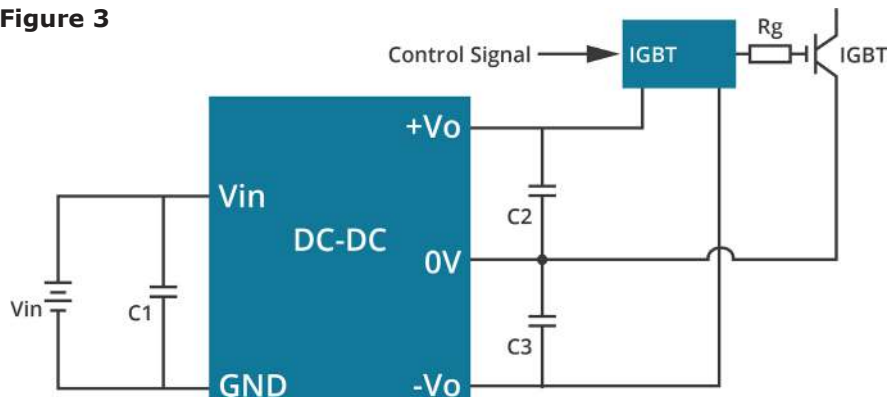 Figure 3
Rg
Control Signal
IGBT
IGBT
+Vo
Vin
C2
DC-DC
0V
Vin
C1
C3
GND
-Vo